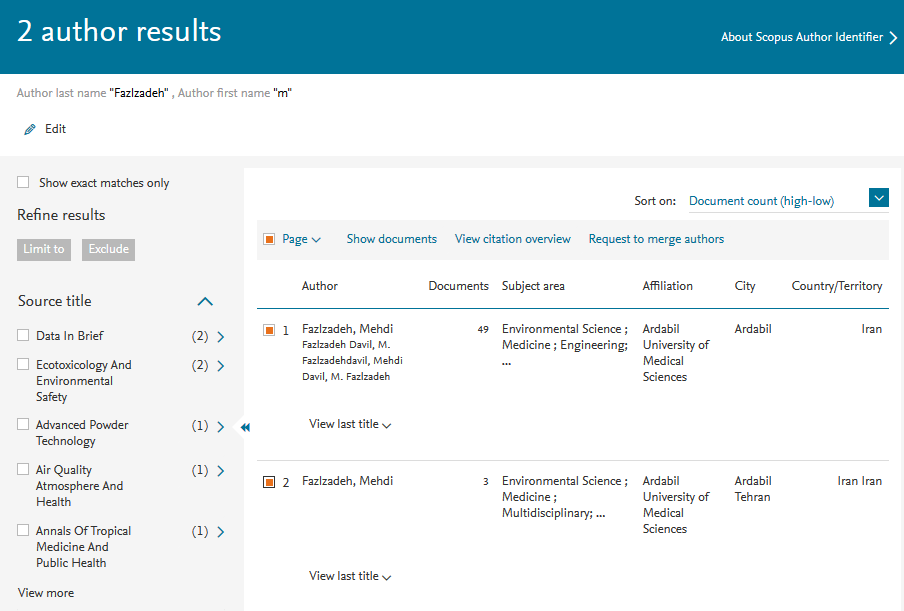 2 author results
About Scopus Author Identifier
Author last name "Fazlzadeh" , Author first name "m"
Edit
Show exact matches only
Refine results
Limit to
Exclude
Source title
Data In Brief (2)
Ecotoxicology And (2)
Environmental
Safety
Advanced Powder (1)
Technology
Air Quality (1)
Atmosphere And
Health
Annals Of Tropical (1)
Medicine And
Public Health
View more
Sort on: Document count (high-low)
Page Show documents View citation overview Request to merge authors
Author Documents Subject area Affiliation City Country/Territory
1 Fazlzadeh, Mehdi 49 Environmental Science ; Ardabil Ardabil Iran
Fazlzadeh Davil, M. Medicine ; Engineering; University of
Fazlzadehdavil, Mehdi ... Medical
Davil, M. Fazlzadeh Sciences
View last title
2 Fazlzadeh, Mehdi 3 Environmental Science ; Ardabil Ardabil Iran Iran
Medicine ; University of Tehran
Multidisciplinary; ... Medical
Sciences
View last title